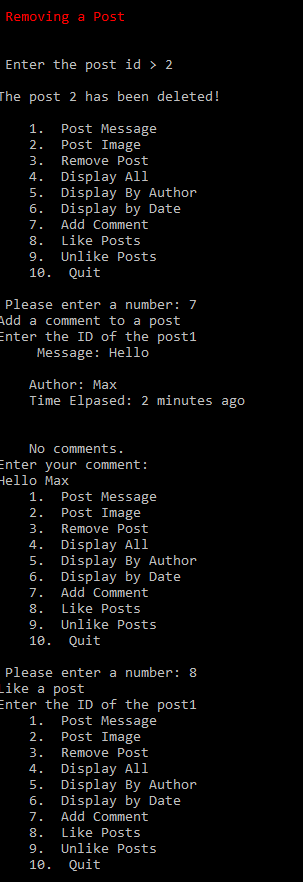 Removing a Post
Enter the post id > 2
The post 2 has been deleted!
1. Post Message
2. Post Image
3. Remove Post
4. Display All
5. Display By Author
6. Display by Date
7. Add Comment
8. Like Posts
9. Unlike Posts
10. Quit
Please enter a number: 7
Add a comment to a post
Enter the ID of the post1
Message: Hello
Author: Max
Time Elpased: 2 minutes ago
No comments.
Enter your comment:
Hello Max
1. Post Message
2. Post Image
3. Remove Post
4. Display All
5. Display By Author
6. Display by Date
7. Add Comment
8. Like Posts
9. Unlike Posts
10. Quit
Please enter a number: 8
Like a post
Enter the ID of the post1
1. Post Message
2. Post Image
3. Remove Post
4. Display All
5. Display By Author
6. Display by Date
7. Add Comment
8. Like Posts
9. Unlike Posts
10. Quit